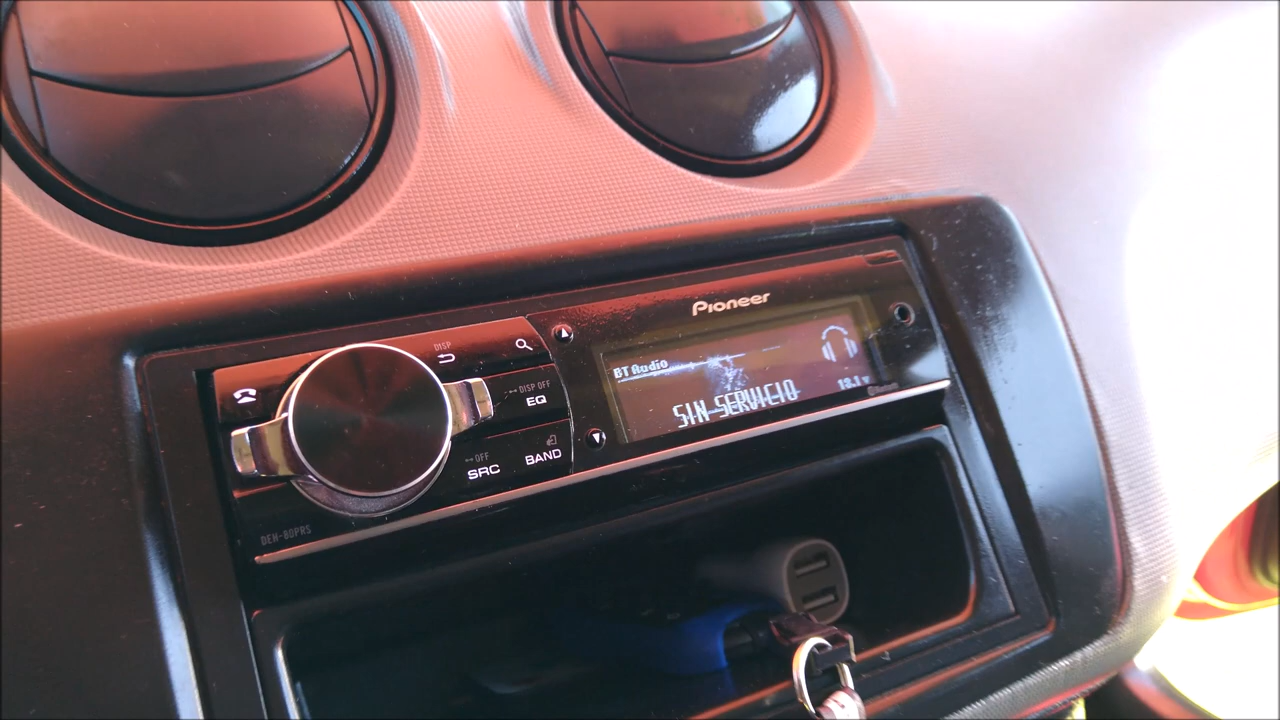 Pioneer
DISP
DISP OFF
EQ
BT Audio
SIN SERVICIO
OFF
SRC
BAND
DEH-80PRS